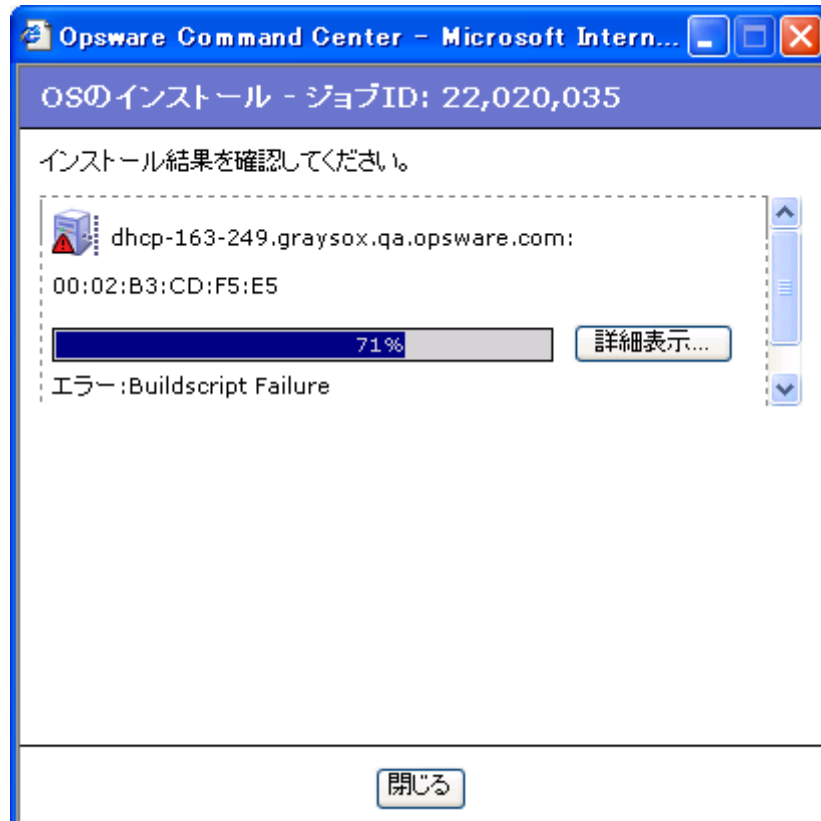 Opsware Command Center - Microsoft Intern...
OSのインストール - ジョブID: 22,020,035
インストール結果を確認してください。
dhcp-163-249.graysox.qa.opsware.com:
00:02:B3:CD:F5:E5
71% 詳細表示...
エラー:Buildscript Failure
閉じる